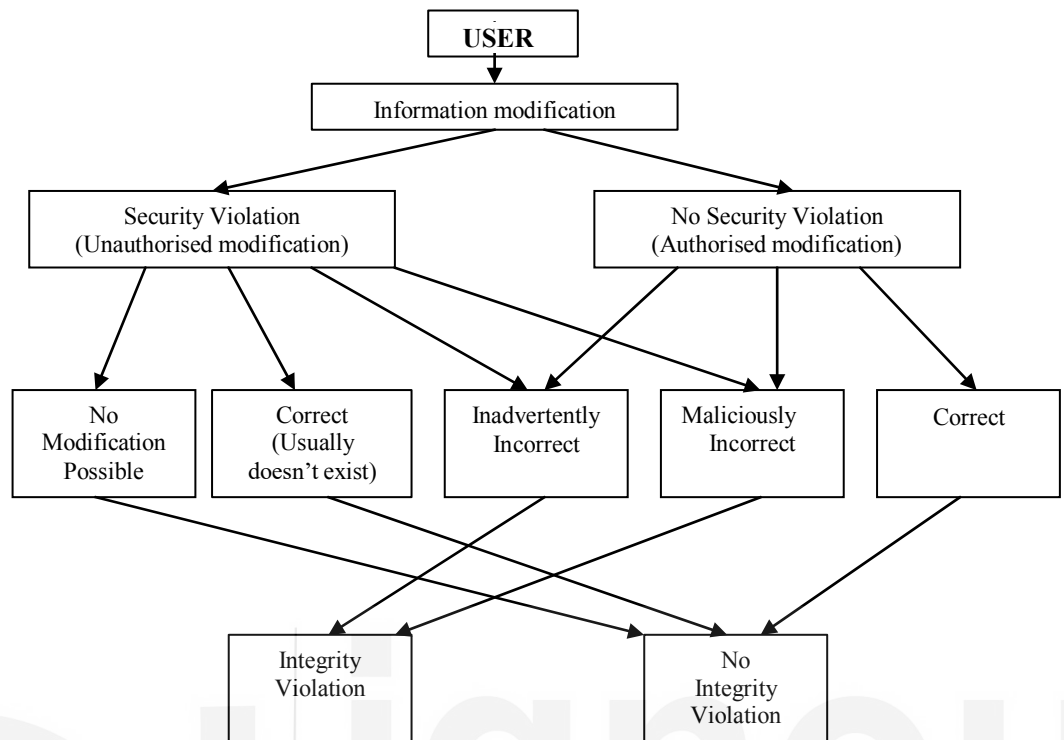 USER
Information modification
Security Violation
(Unauthorised modification)
No Security Violation
(Authorised modification)
No
Modification
Possible
Correct
(Usually
doesn’t exist)
Inadvertently
Incorrect
Maliciously
Incorrect
Correct
Integrity
Violation
No
Integrity
Violation